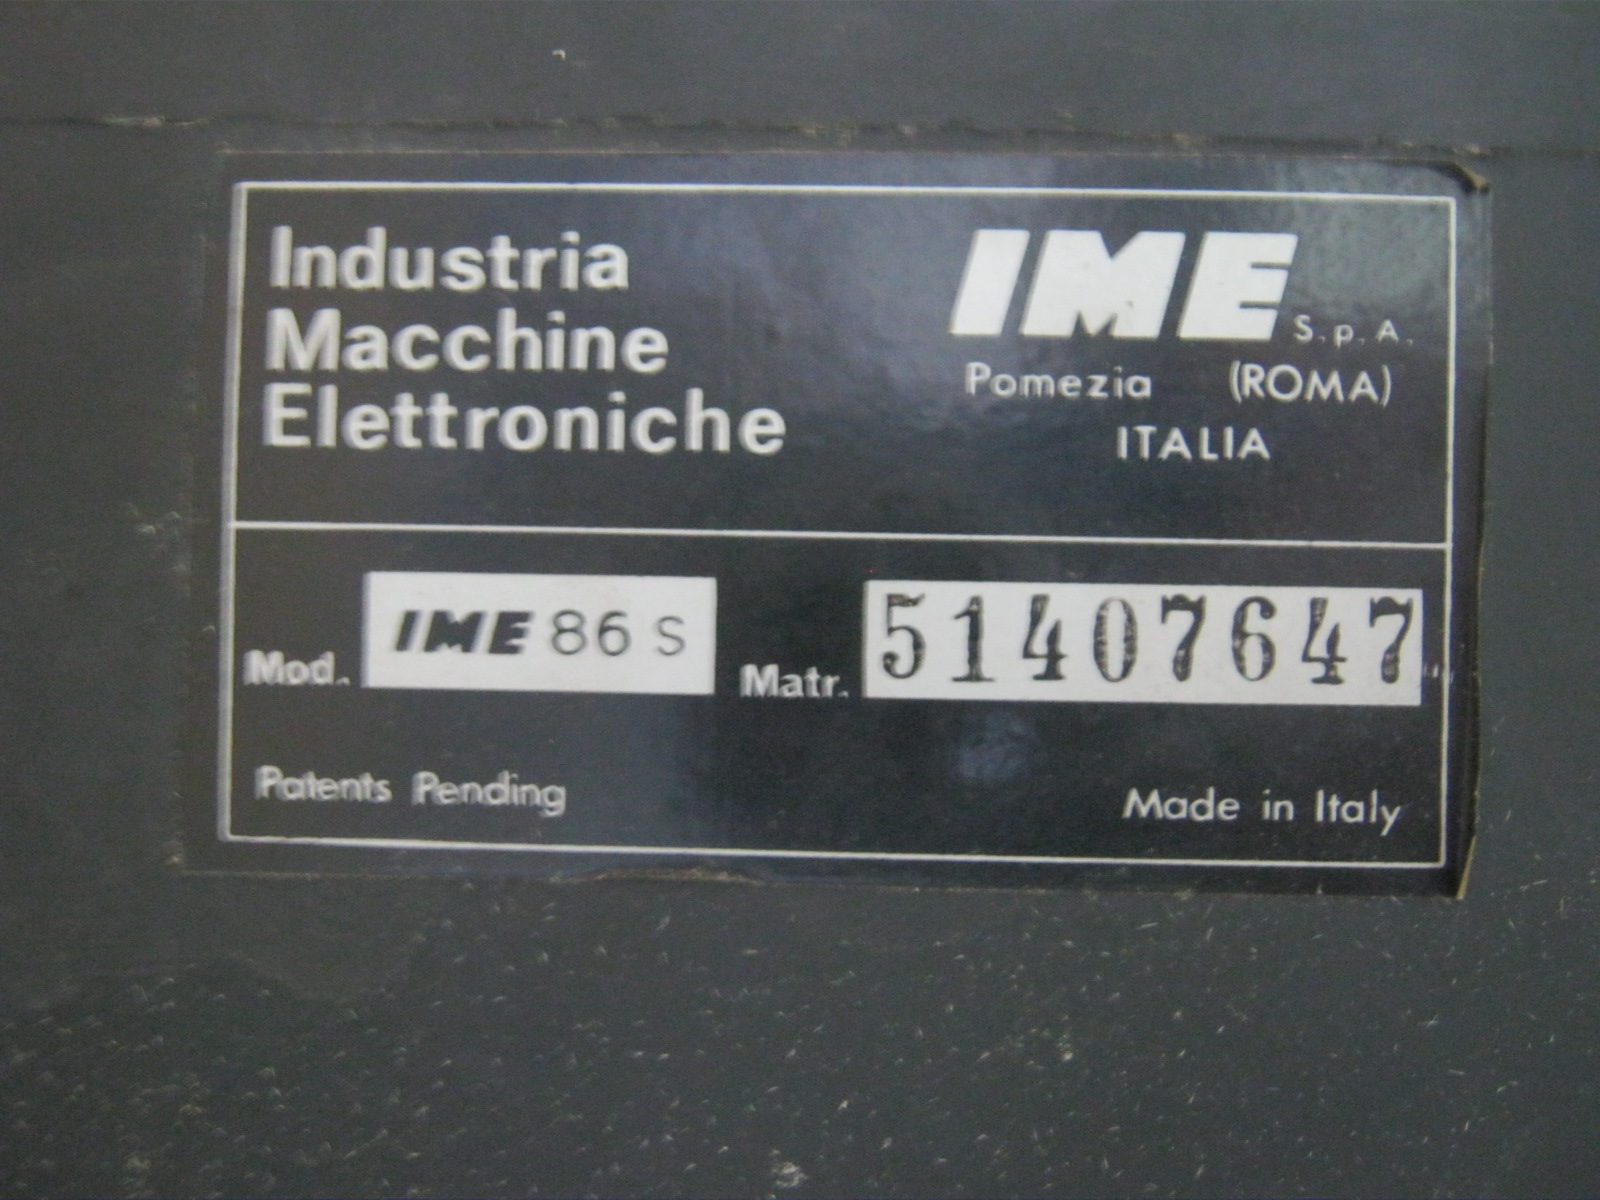 Industria
Macchine
Elettroniche
IME S.p.A.
Pomezia (ROMA)
ITALIA
Mod. IME 86 S Matr. 51407647
Patents Pending Made in Italy